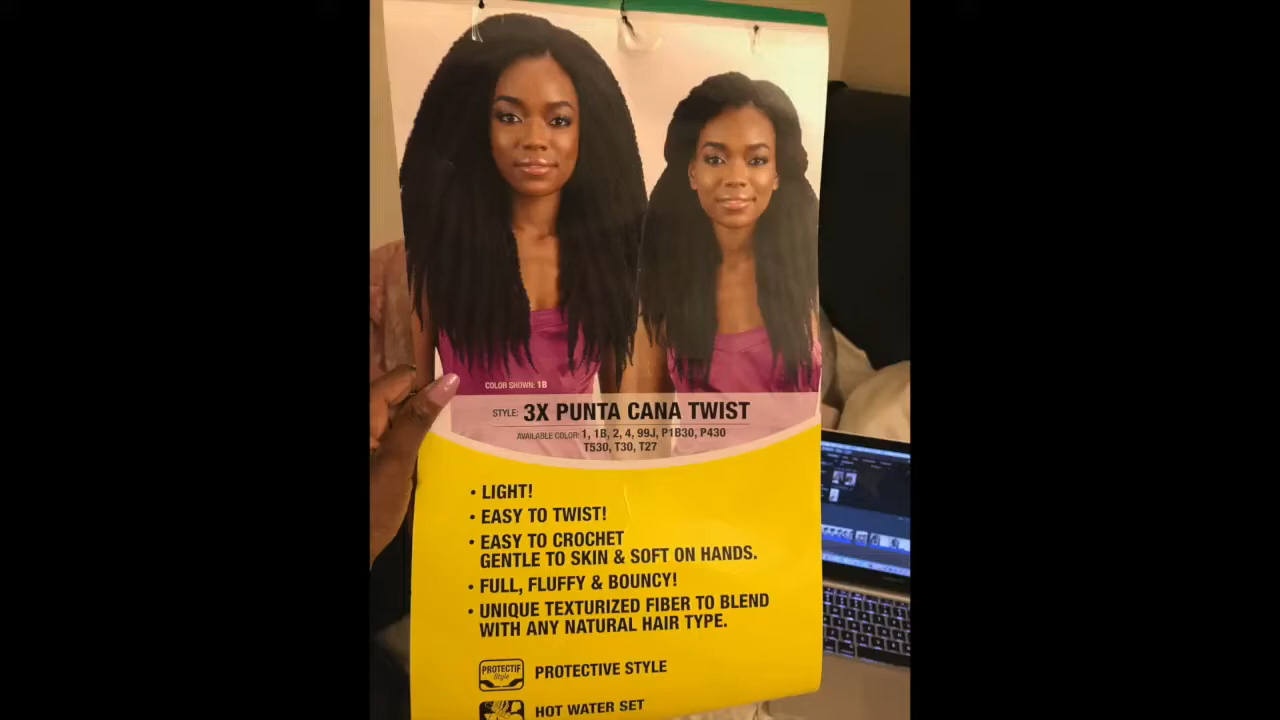 COLOR SHOWN: 1B
STYLE: 3X PUNTA CANA TWIST
AVAILABLE COLOR: 1, 1B, 2, 4, 99J, P1B30, P430
T530, T30, T27
• LIGHT!
• EASY TO TWIST!
• EASY TO CROCHET
GENTLE TO SKIN & SOFT ON HANDS.
• FULL, FLUFFY & BOUNCY!
• UNIQUE TEXTURIZED FIBER TO BLEND
WITH ANY NATURAL HAIR TYPE.
PROTECTIF
Style
PROTECTIVE STYLE
HOT WATER SET